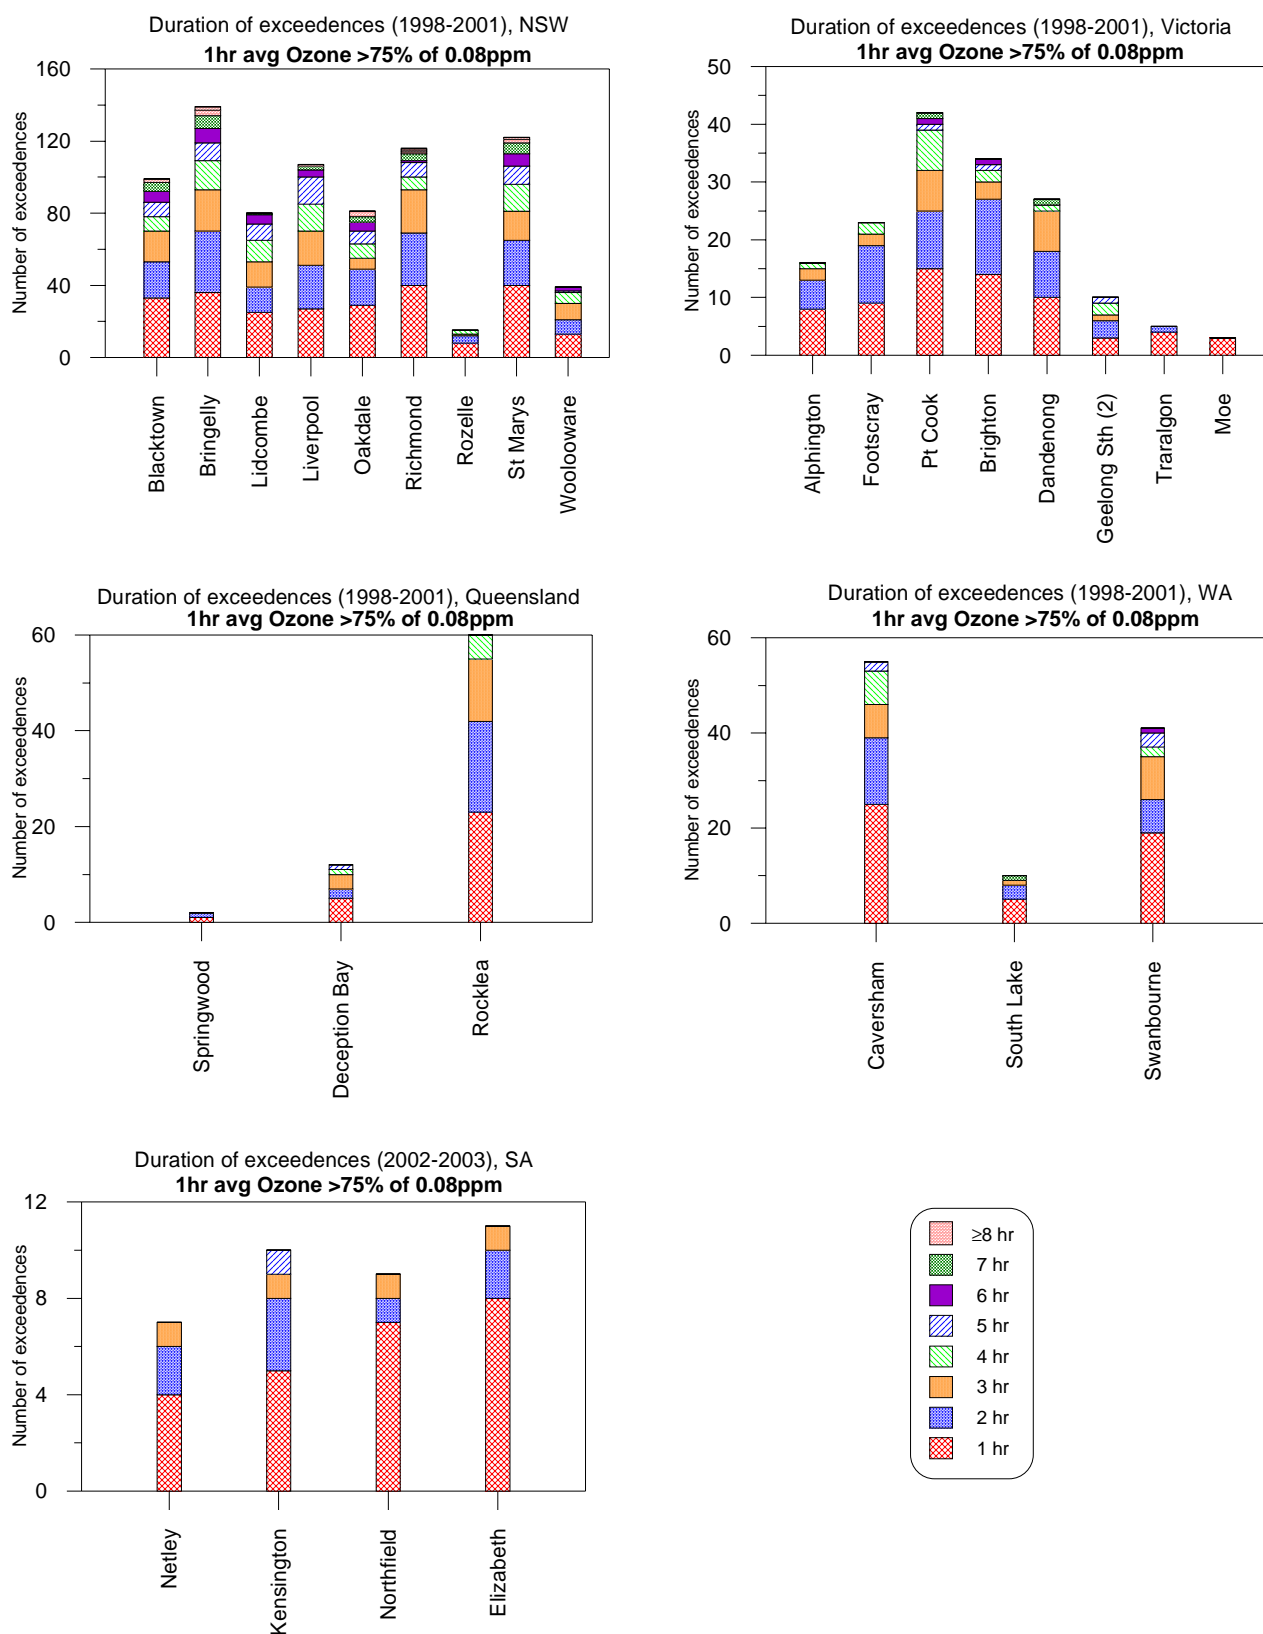 Duration of exceedences (1998-2001), NSW
1hr avg Ozone >75% of 0.08ppm
160
120
80
40
0
Number of exceedences
Blacktown
Bringelly
Lidcombe
Liverpool
Oakdale
Richmond
Rozelle
St Marys
Woolooware
Duration of exceedences (1998-2001), Victoria
1hr avg Ozone >75% of 0.08ppm
50
40
30
20
10
0
Number of exceedences
Alphington
Footscray
Pt Cook
Brighton
Dandenong
Geelong Sth (2)
Traralgon
Moe
Duration of exceedences (1998-2001), Queensland
1hr avg Ozone >75% of 0.08ppm
60
40
20
0
Number of exceedences
Springwood
Deception Bay
Rocklea
Duration of exceedences (1998-2001), WA
1hr avg Ozone >75% of 0.08ppm
60
40
20
0
Number of exceedences
Caversham
South Lake
Swanbourne
Duration of exceedences (2002-2003), SA
1hr avg Ozone >75% of 0.08ppm
12
8
4
0
Number of exceedences
Netley
Kensington
Northfield
Elizabeth
≥8 hr
7 hr
6 hr
5 hr
4 hr
3 hr
2 hr
1 hr